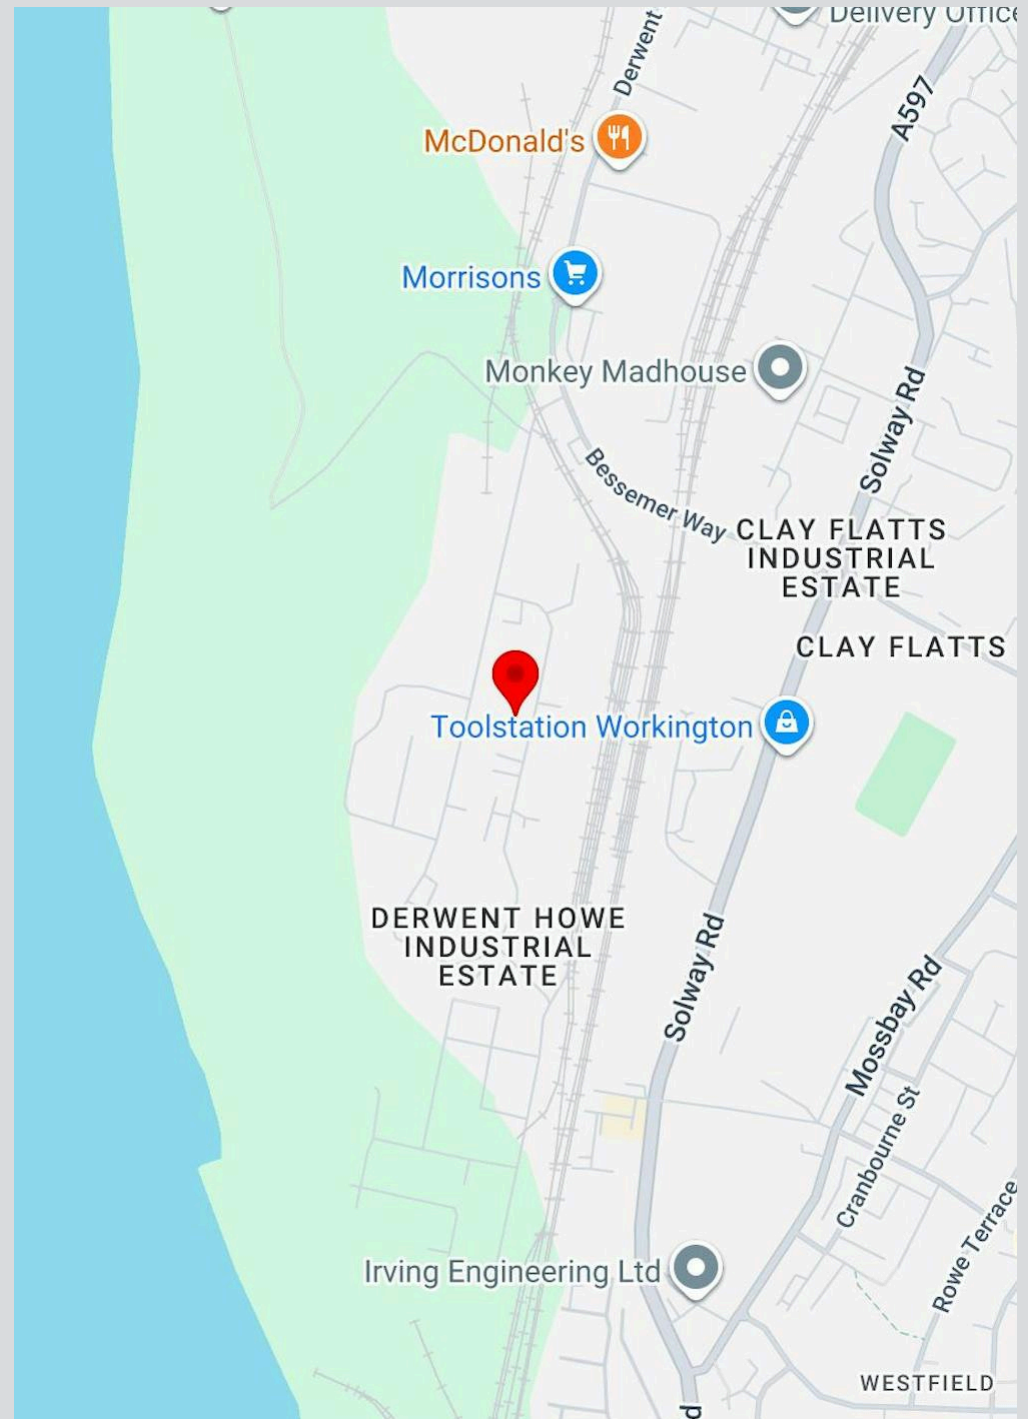 Delivery Office
Derwent
A597
McDonald's
Morrisons
Monkey Madhouse
Solway Rd
Bessemer Way
CLAY FLATTS
INDUSTRIAL
ESTATE
CLAY FLATTS
Toolstation Workington
DERWENT HOWE
INDUSTRIAL
ESTATE
Solway Rd
Mossbay Rd
Cranbourne St
Rowe Terrace
Irving Engineering Ltd
WESTFIELD
d